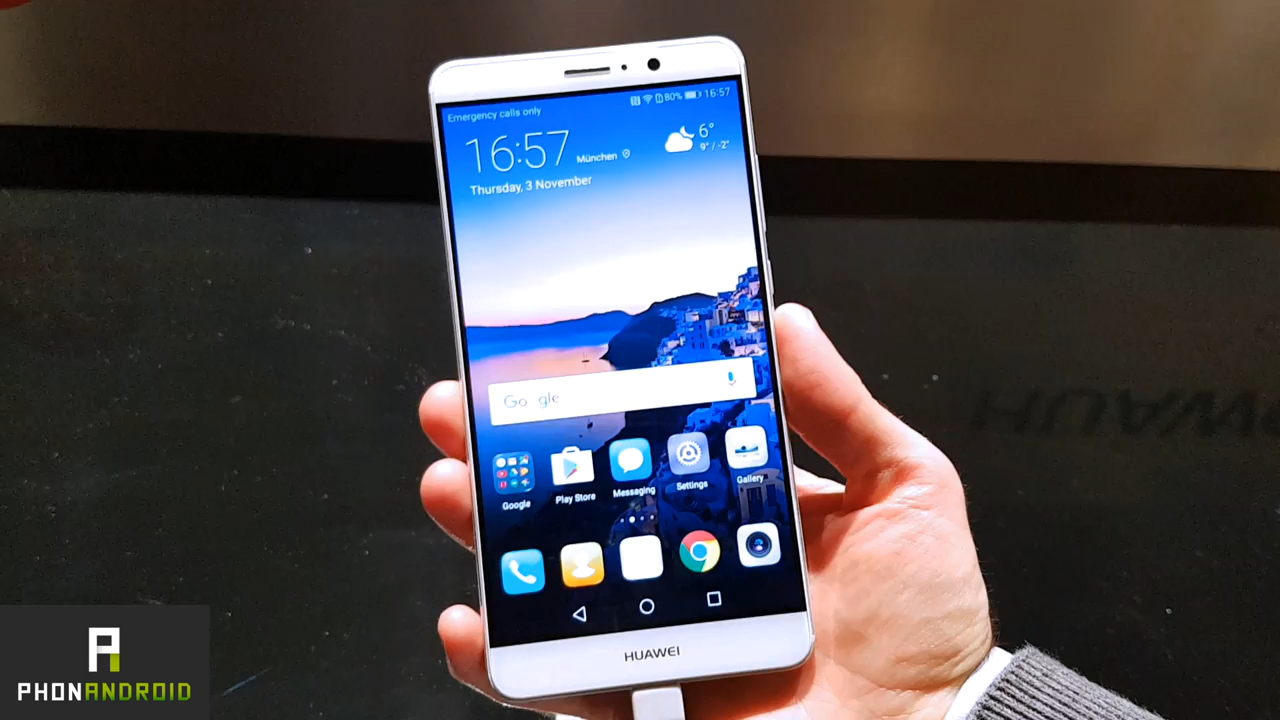 Emergency calls only
80% 16:57
16:57 München 6°
9° / -2°
Thursday, 3 November
Google
Google Play Store Messaging Settings Gallery
HUAWEI
HUAWEI
PHONANDROID